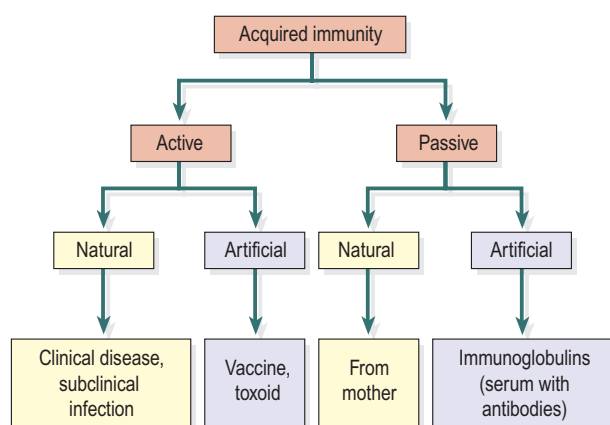 Acquired immunity
Active
Passive
Natural
Artificial
Natural
Artificial
Clinical disease,
subclinical
infection
Vaccine,
toxoid
From
mother
Immunoglobulins
(serum with
antibodies)